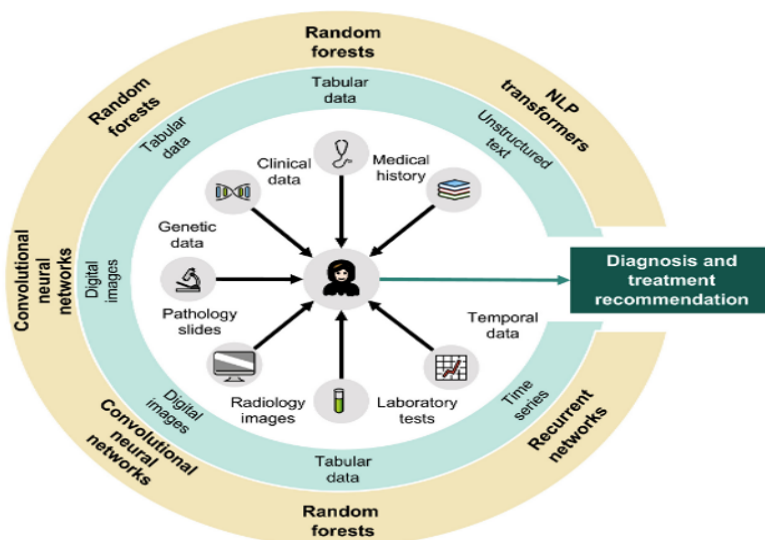 Random
forests
Tabular
data
Random
forests
Tabular
data
NLP
transformers
Unstructured
text
Clinical
data
Medical
history
Genetic
data
Convolutional
neural
networks
Digital
images
Pathology
slides
Diagnosis and
treatment
recommendation
Temporal
data
Radiology
images
Laboratory
tests
Digital
images
Convolutional
neural
networks
Time
series
Recurrent
networks
Tabular
data
Random
forests